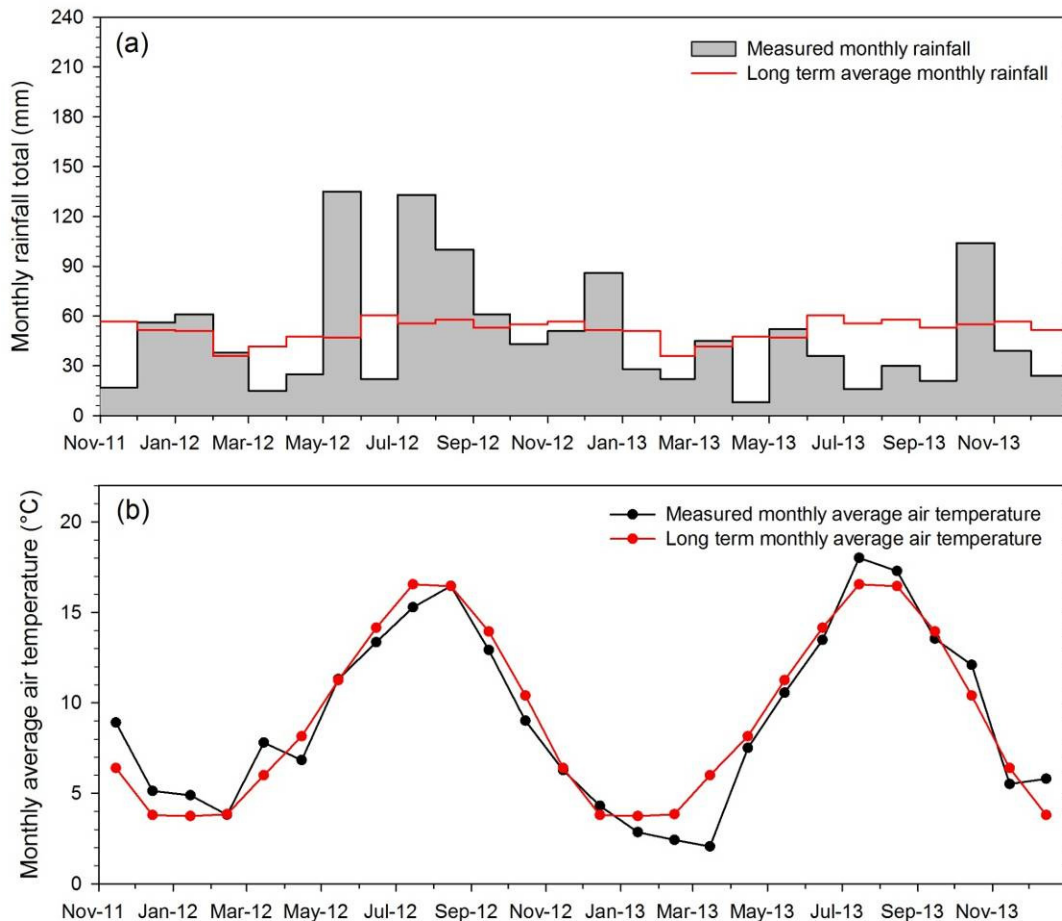 (a)
Monthly rainfall total (mm)
240
210
180
150
120
90
60
30
0
Measured monthly rainfall
Long term average monthly rainfall
Nov-11 Jan-12 Mar-12 May-12 Jul-12 Sep-12 Nov-12 Jan-13 Mar-13 May-13 Jul-13 Sep-13 Nov-13
(b)
Monthly average air temperature (°C)
20
15
10
5
0
Measured monthly average air temperature
Long term monthly average air temperature
Nov-11 Jan-12 Mar-12 May-12 Jul-12 Sep-12 Nov-12 Jan-13 Mar-13 May-13 Jul-13 Sep-13 Nov-13